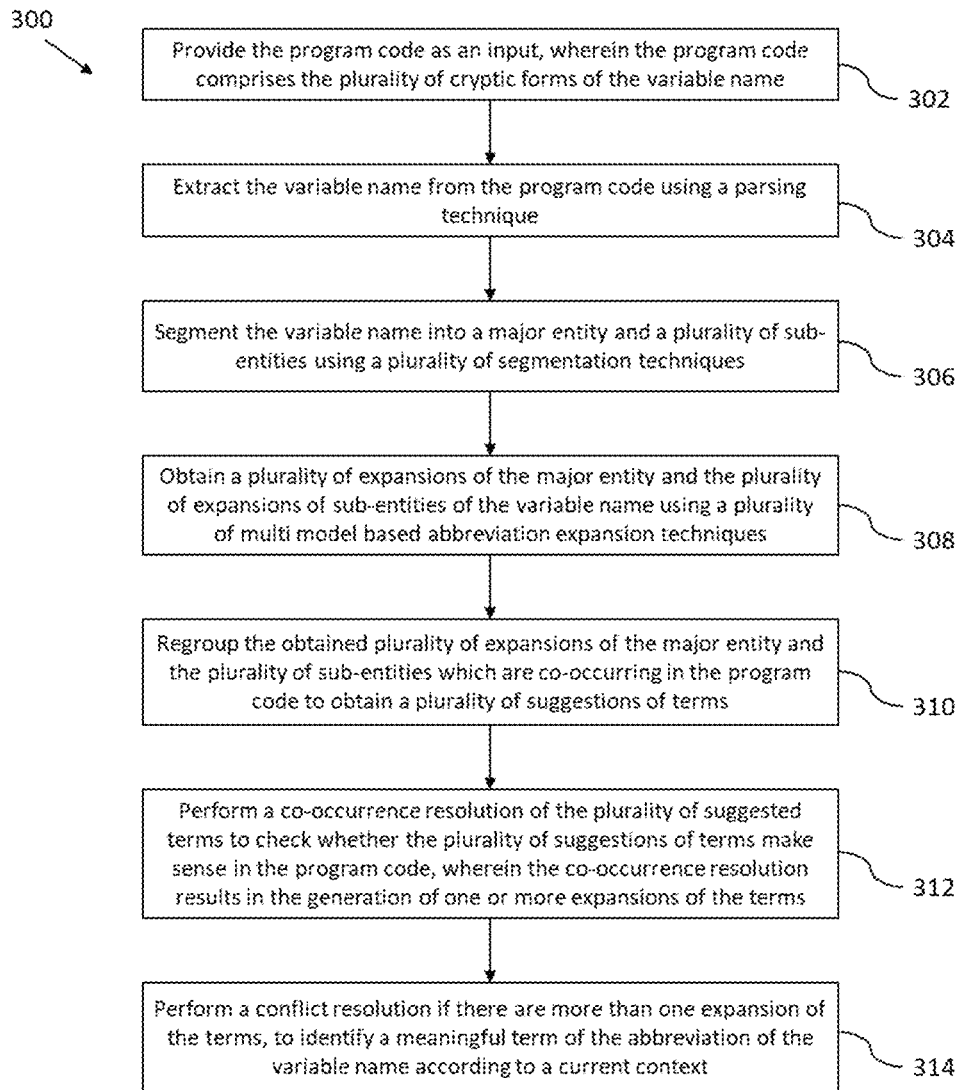 300
Provide the program code as an input, wherein the program code
comprises the plurality of cryptic forms of the variable name
302
Extract the variable name from the program code using a parsing
technique
304
Segment the variable name into a major entity and a plurality of sub-
entities using a plurality of segmentation techniques
306
Obtain a plurality of expansions of the major entity and the plurality
of expansions of sub-entities of the variable name using a plurality
of multi model based abbreviation expansion techniques
308
Regroup the obtained plurality of expansions of the major entity and
the plurality of sub-entities which are co-occurring in the program
code to obtain a plurality of suggestions of terms
310
Perform a co-occurrence resolution of the plurality of suggested
terms to check whether the plurality of suggestions of terms make
sense in the program code, wherein the co-occurrence resolution
results in the generation of one or more expansions of the terms
312
Perform a conflict resolution if there are more than one expansion of
the terms, to identify a meaningful term of the abbreviation of the
variable name according to a current context
314